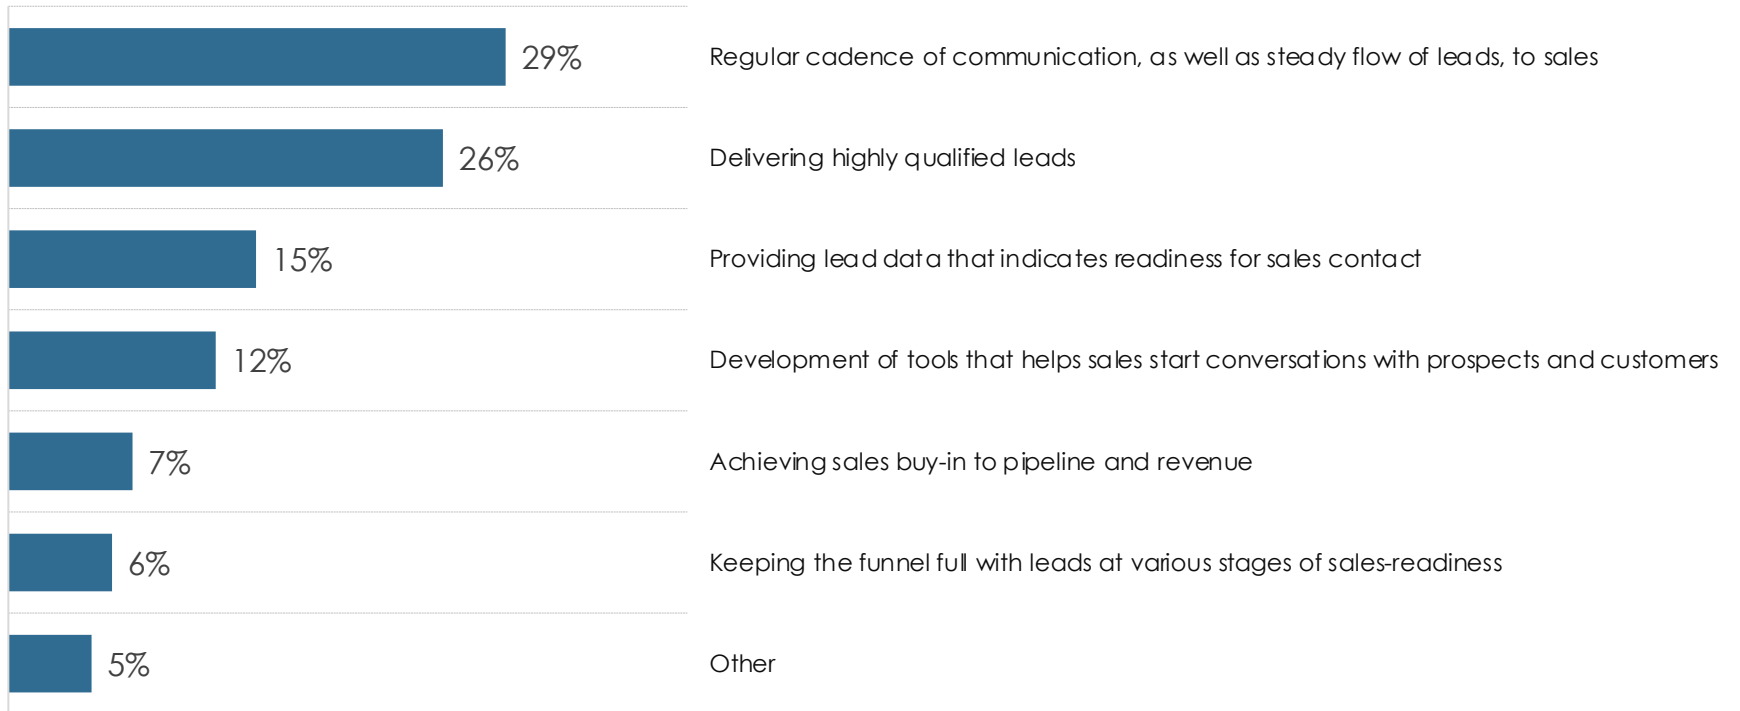 29% Regular cadence of communication, as well as steady flow of leads, to sales
26% Delivering highly qualified leads
15% Providing lead data that indicates readiness for sales contact
12% Development of tools that helps sales start conversations with prospects and customers
7% Achieving sales buy-in to pipeline and revenue
6% Keeping the funnel full with leads at various stages of sales-readiness
5% Other